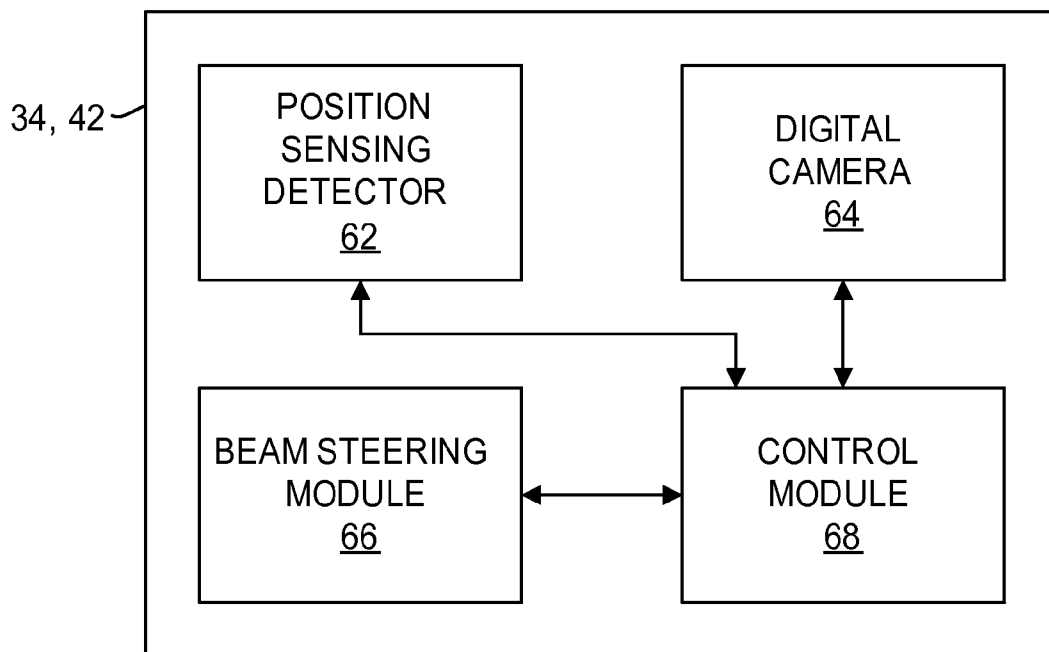 34, 42
POSITION
SENSING
DETECTOR
62
DIGITAL
CAMERA
64
BEAM STEERING
MODULE
66
CONTROL
MODULE
68